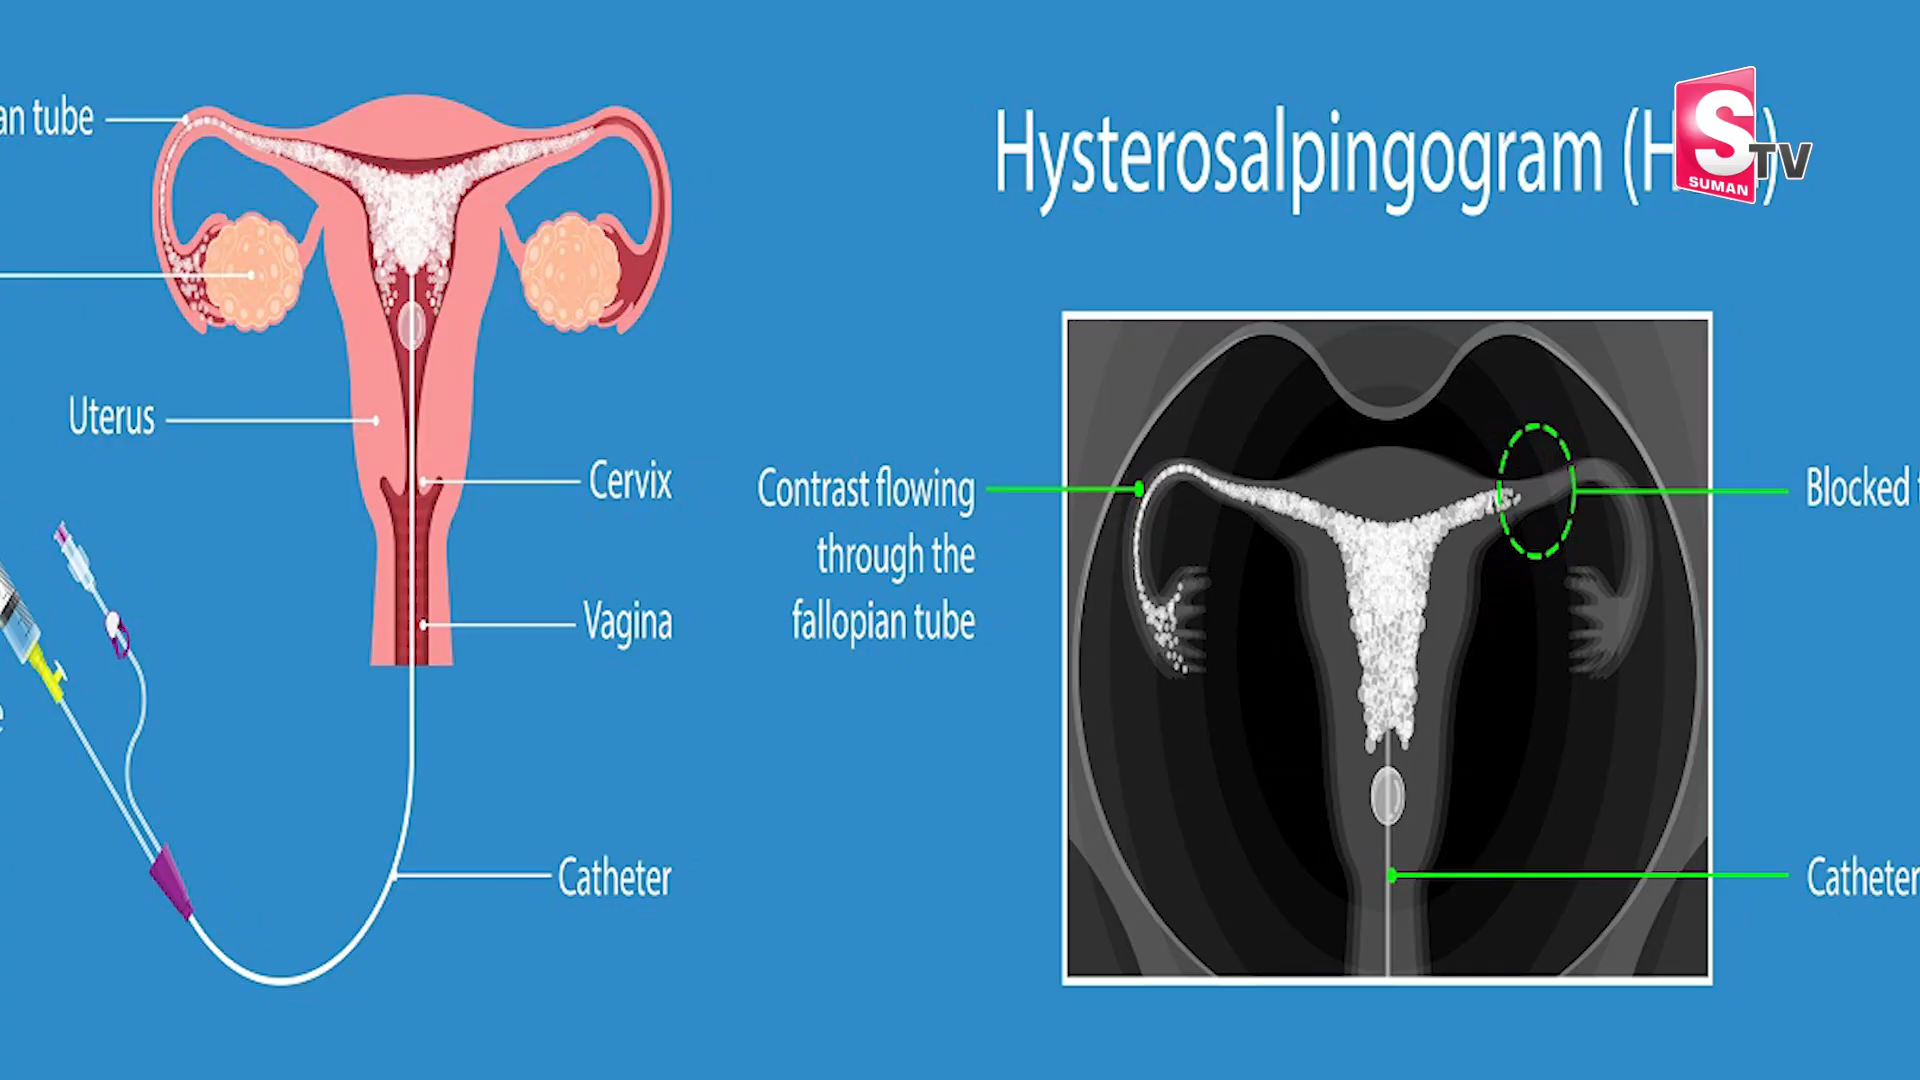 an tube
Hysterosalpingogram (H
S
TV
SUMAN
Uterus
Cervix
Vagina
Catheter
Contrast flowing
through the
fallopian tube
Blocked
Catheter